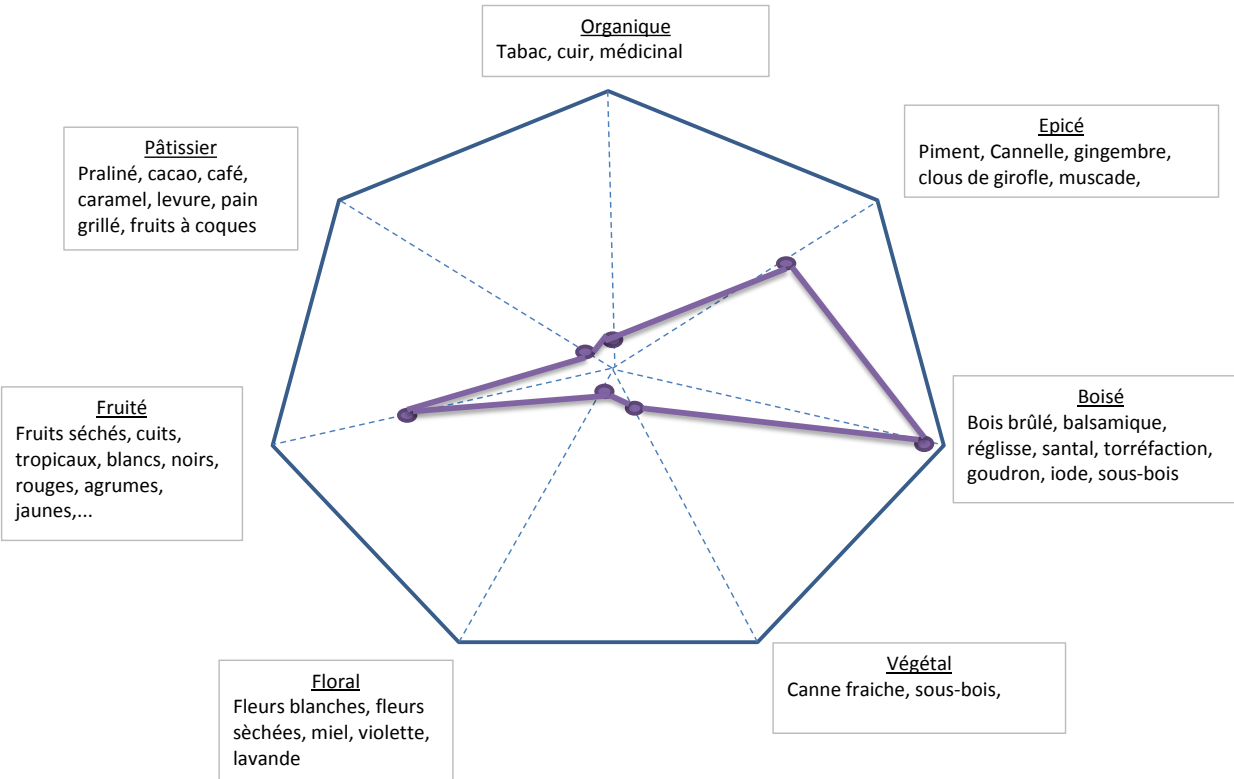 Organique
Tabac, cuir, médicinal
Epicé
Piment, Cannelle, gingembre,
clous de girofle, muscade,
Pâtissier
Praliné, cacao, café,
caramel, levure, pain
grillé, fruits à coques
Fruité
Fruits séchés, cuits,
tropicaux, blancs, noirs,
rouges, agrumes,
jaunes,...
Boisé
Bois brûlé, balsamique,
réglisse, santal, torréfaction,
goudron, iode, sous-bois
Végétal
Canne fraiche, sous-bois,
Floral
Fleurs blanches, fleurs
sèchées, miel, violette,
lavande